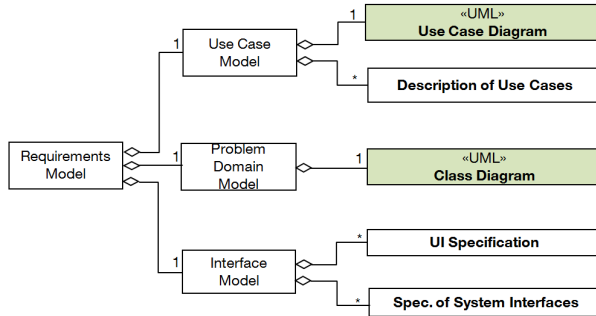 «UML»
1
Use Case Diagram
1
Use Case
Model
*
Description of Use Cases
Requirements
Model
1
Problem
Domain
Model
1
«UML»
Class Diagram
*
UI Specification
1
Interface
Model
*
Spec. of System Interfaces